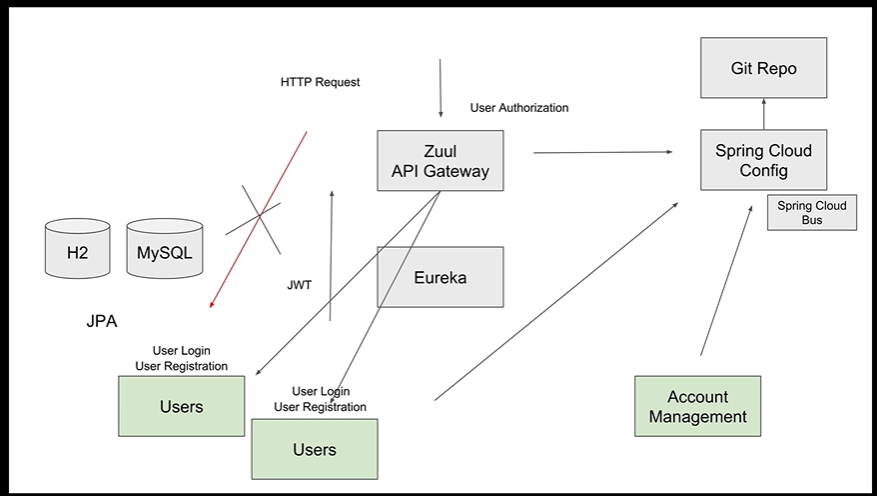 Git Repo
HTTP Request
User Authorization
Zuul
API Gateway
Spring Cloud
Config
Spring Cloud
Bus
H2
MySQL
Eureka
JWT
JPA
User Login
User Registration
Users
User Login
User Registration
Users
Account
Management